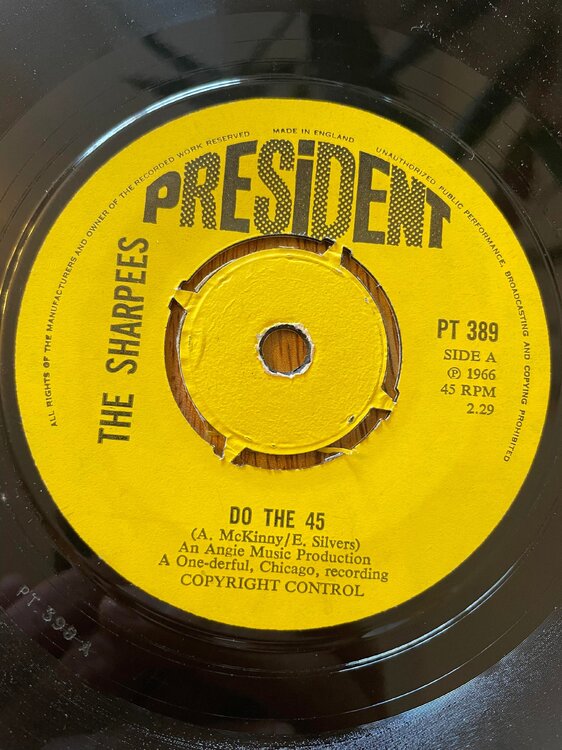 ALL RIGHTS OF THE MANUFACTURERS AND OWNER OF THE RECORDED WORK RESERVED MADE IN ENGLAND UNAUTHORIZED PUBLIC PERFORMANCE, BROADCASTING AND COPYING PROHIBITED
PRESiDENT
THE SHARPEES
PT 389
SIDE A
℗ 1966
45 RPM
2.29
DO THE 45
(A. McKinny/E. Silvers)
An Angie Music Production
A One-derful, Chicago, recording
COPYRIGHT CONTROL
PT 390 A